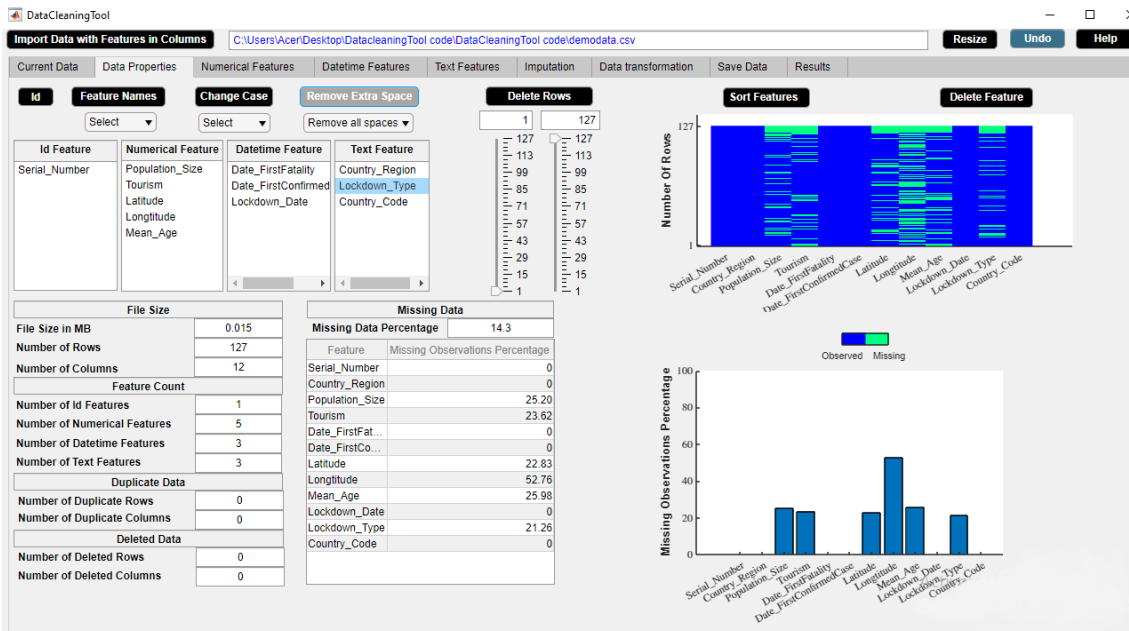 DataCleaningTool
Import Data with Features in Columns C:\Users\Acer\Desktop\DatacleaningTool code\DataCleaningTool code\demodata.csv Resize Undo Help
Current Data Data Properties Numerical Features Datetime Features Text Features Imputation Data transformation Save Data Results
Id Feature Names Change Case Remove Extra Space Delete Rows Sort Features Delete Feature
Select Select Remove all spaces 1 127
Id Feature
Serial_Number
Numerical Feature
Population_Size
Tourism
Latitude
Longtitude
Mean_Age
Datetime Feature
Date_FirstFatality
Date_FirstConfirmed
Lockdown_Date
Text Feature
Country_Region
Lockdown_Type
Country_Code
127 127
113 113
99 99
85 85
71 71
57 57
43 43
29 29
15 15
1 1
Number Of Rows
127
1
Serial_Number
Country_Region
Population_Size
Tourism
Date_FirstFatality
Date_FirstConfirmedCase
Latitude
Longtitude
Mean_Age
Lockdown_Date
Lockdown_Type
Country_Code
Observed Missing
File Size
File Size in MB 0.015
Number of Rows 127
Number of Columns 12
Feature Count
Number of Id Features 1
Number of Numerical Features 5
Number of Datetime Features 3
Number of Text Features 3
Duplicate Data
Number of Duplicate Rows 0
Number of Duplicate Columns 0
Deleted Data
Number of Deleted Rows 0
Number of Deleted Columns 0
Missing Data
Missing Data Percentage 14.3
Feature Missing Observations Percentage
Serial_Number 0
Country_Region 0
Population_Size 25.20
Tourism 23.62
Date_FirstFat... 0
Date_FirstCo... 0
Latitude 22.83
Longtitude 52.76
Mean_Age 25.98
Lockdown_Date 0
Lockdown_Type 21.26
Country_Code 0
Missing Observations Percentage
100
80
60
40
20
0
Serial_Number
Country_Region
Population_Size
Tourism
Date_FirstFatality
Date_FirstConfirmedCase
Latitude
Longtitude
Mean_Age
Lockdown_Date
Lockdown_Type
Country_Code